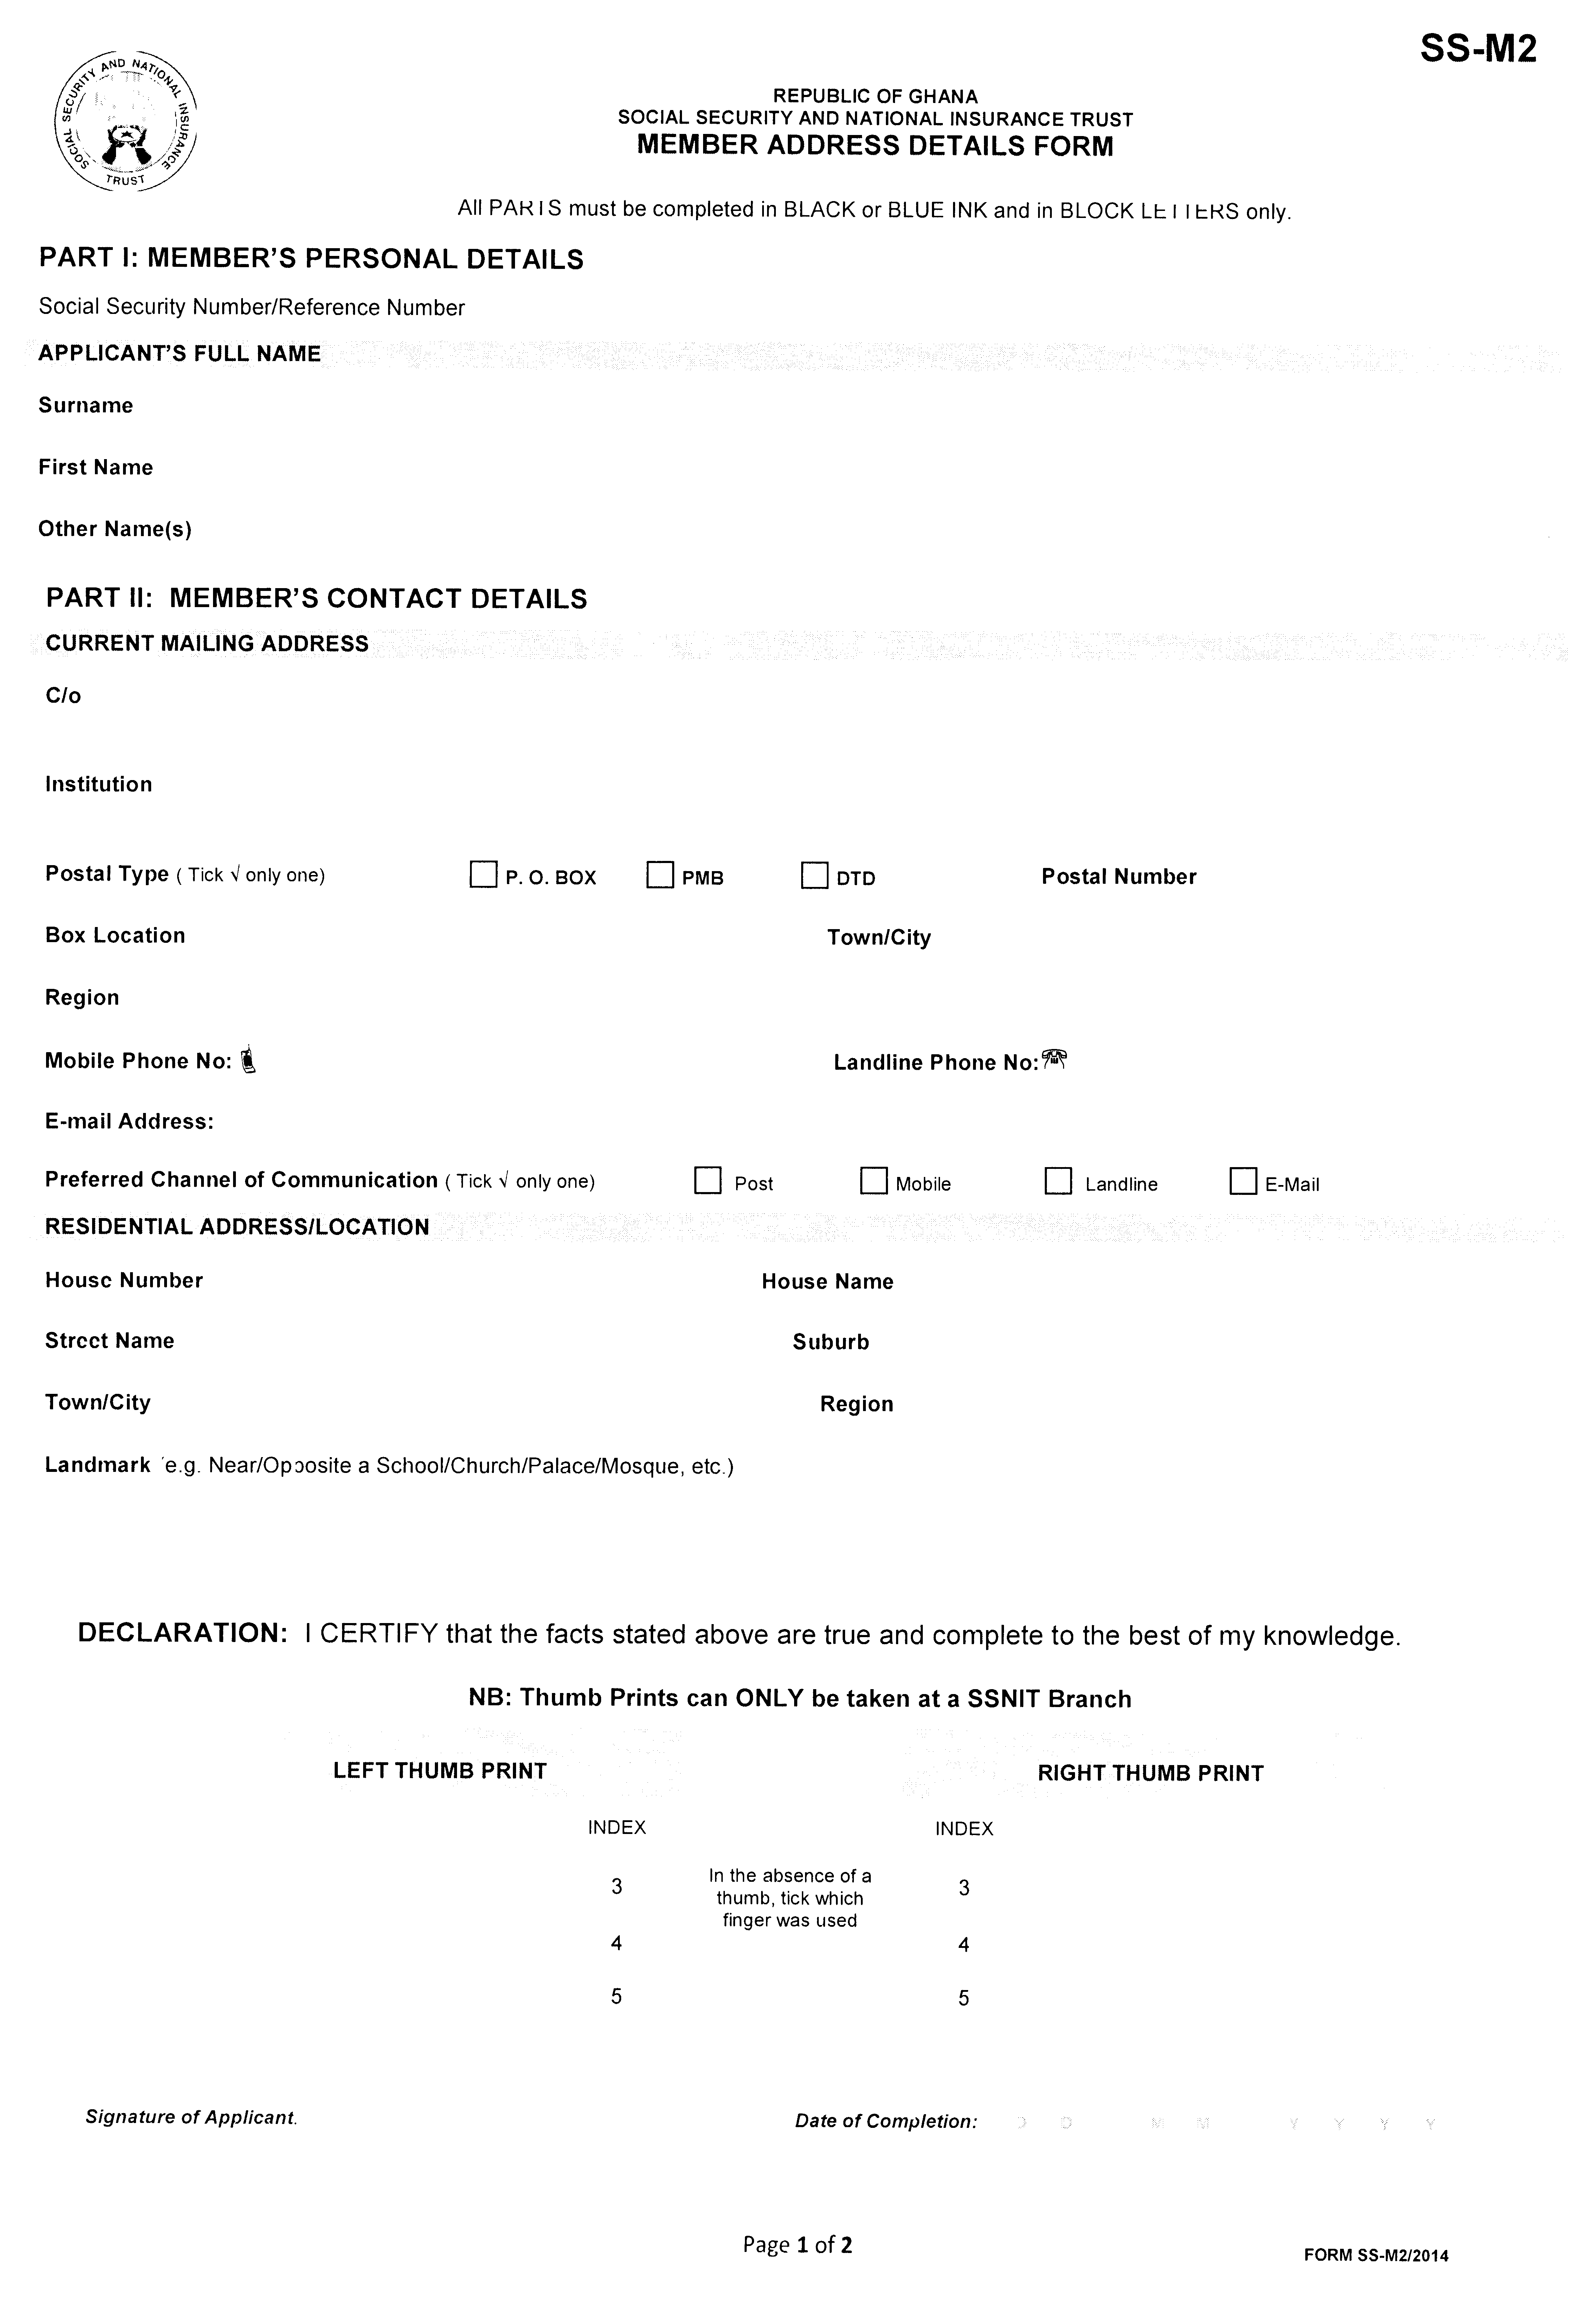 SS-M2
SOCIAL SECURITY AND NATIONAL INSURANCE
TRUST
REPUBLIC OF GHANA
SOCIAL SECURITY AND NATIONAL INSURANCE TRUST
MEMBER ADDRESS DETAILS FORM
All PARTS must be completed in BLACK or BLUE INK and in BLOCK LETTERS only.
PART I: MEMBER'S PERSONAL DETAILS
Social Security Number/Reference Number
APPLICANT'S FULL NAME
Surname
First Name
Other Name(s)
PART II: MEMBER'S CONTACT DETAILS
CURRENT MAILING ADDRESS
C/o
Institution
Postal Type ( Tick √ only one) P. O. BOX PMB DTD Postal Number
Box Location Town/City
Region
Mobile Phone No: Landline Phone No:
E-mail Address:
Preferred Channel of Communication ( Tick √ only one) Post Mobile Landline E-Mail
RESIDENTIAL ADDRESS/LOCATION
House Number House Name
Street Name Suburb
Town/City Region
Landmark (e.g. Near/Opposite a School/Church/Palace/Mosque, etc.)
DECLARATION: I CERTIFY that the facts stated above are true and complete to the best of my knowledge.
NB: Thumb Prints can ONLY be taken at a SSNIT Branch
LEFT THUMB PRINT RIGHT THUMB PRINT
INDEX INDEX
3 In the absence of a thumb, tick which finger was used 3
4 4
5 5
Signature of Applicant. Date of Completion: D D M M Y Y Y Y
Page 1 of 2
FORM SS-M2/2014